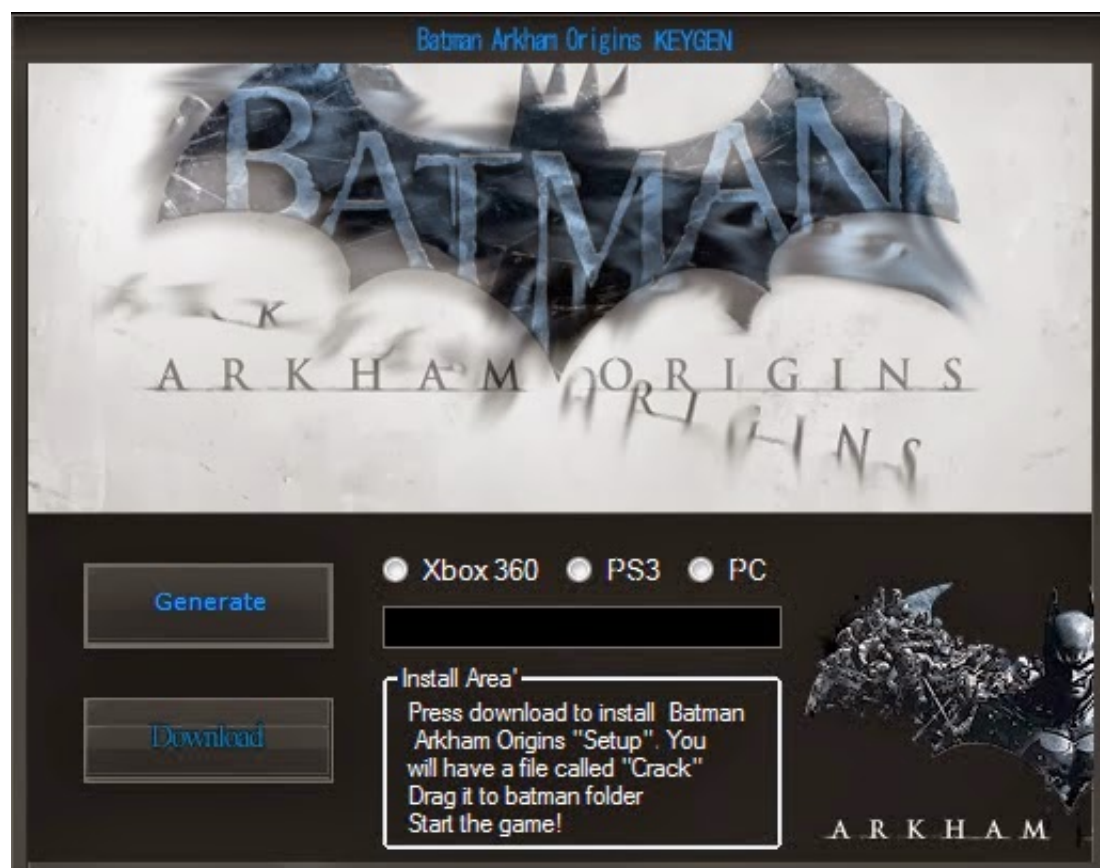 Batman Arkham Origins KEYGEN
BATMAN
ARKHAM ORIGINS
ORIGINS
Xbox 360 PS3 PC
Generate
Install Area'
Press download to install Batman
Arkham Origins "Setup". You
will have a file called "Crack"
Drag it to batman folder
Start the game!
Download
ARKHAM